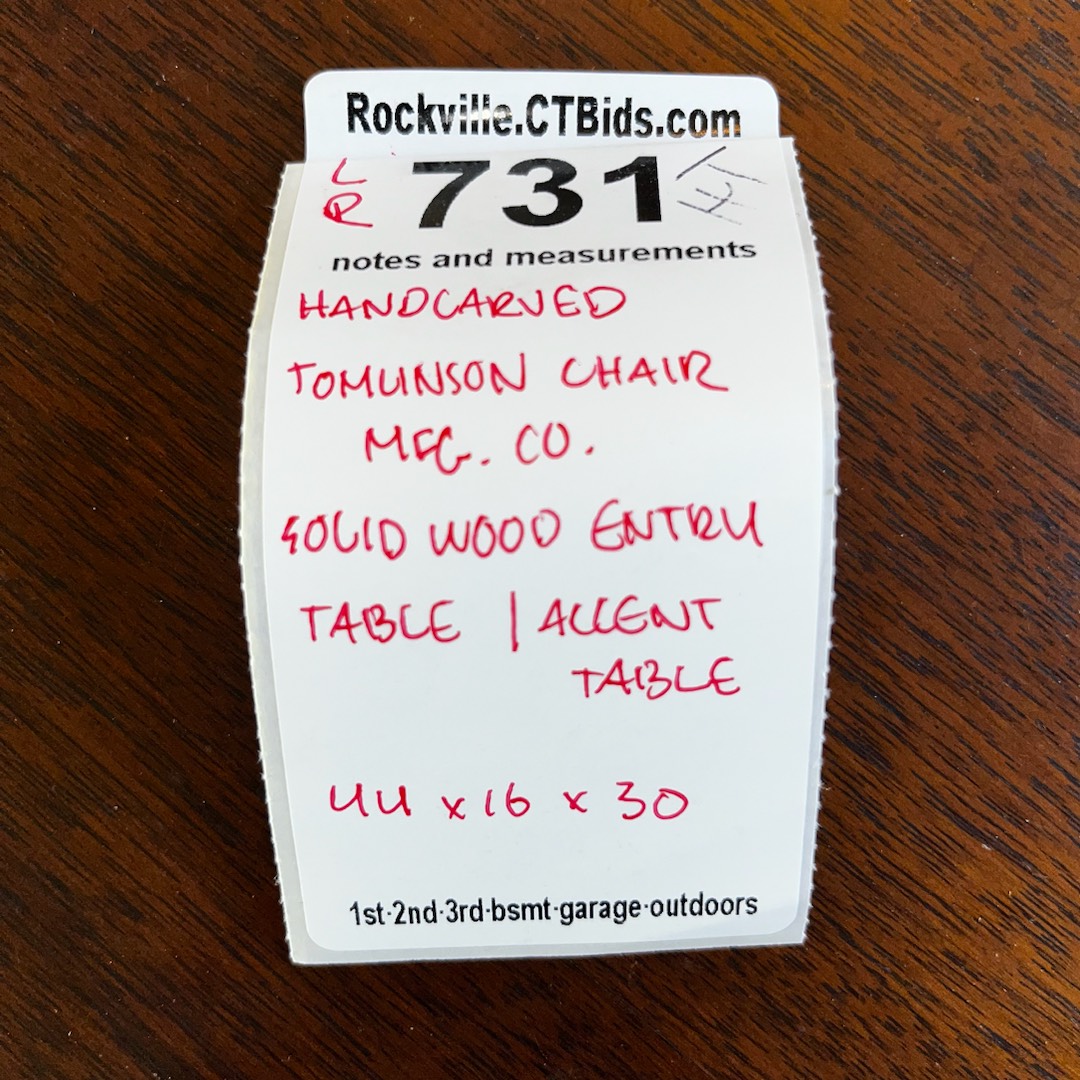 Rockville.CTBids.com
LR 731
notes and measurements
HANDCARVED
TOMLINSON CHAIR
MFG. CO.
SOLID WOOD ENTRY
TABLE | ACCENT
TABLE
44 x 16 x 30
1st·2nd·3rd·bsmt·garage·outdoors